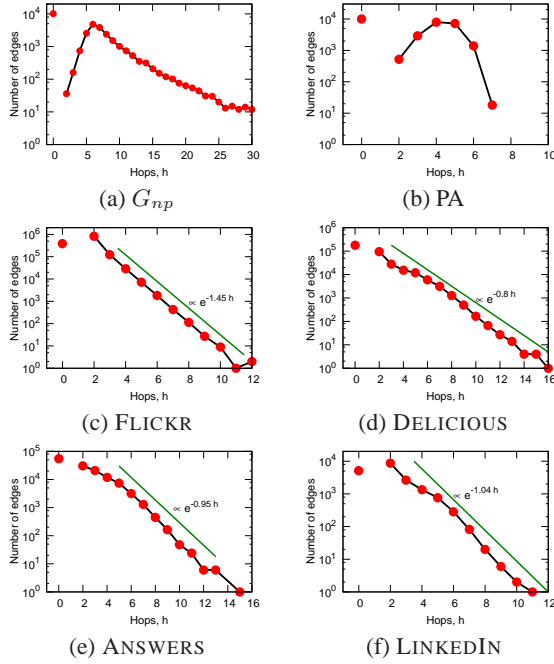 Number of edges
10^4
10^3
10^2
10^1
10^0
0 5 10 15 20 25 30
Hops, h
(a) G_{np}
Number of edges
10^4
10^3
10^2
10^1
10^0
0 2 4 6 8 10
Hops, h
(b) PA
Number of edges
10^6
10^5
10^4
10^3
10^2
10^1
10^0
∝ e^{-1.45 h}
0 2 4 6 8 10 12
Hops, h
(c) FLICKR
Number of edges
10^6
10^5
10^4
10^3
10^2
10^1
10^0
∝ e^{-0.8 h}
0 2 4 6 8 10 12 14 16
Hops, h
(d) DELICIOUS
Number of edges
10^5
10^4
10^3
10^2
10^1
10^0
∝ e^{-0.95 h}
0 2 4 6 8 10 12 14 16
Hops, h
(e) ANSWERS
Number of edges
10^4
10^3
10^2
10^1
10^0
∝ e^{-1.04 h}
0 2 4 6 8 10 12
Hops, h
(f) LINKEDIN